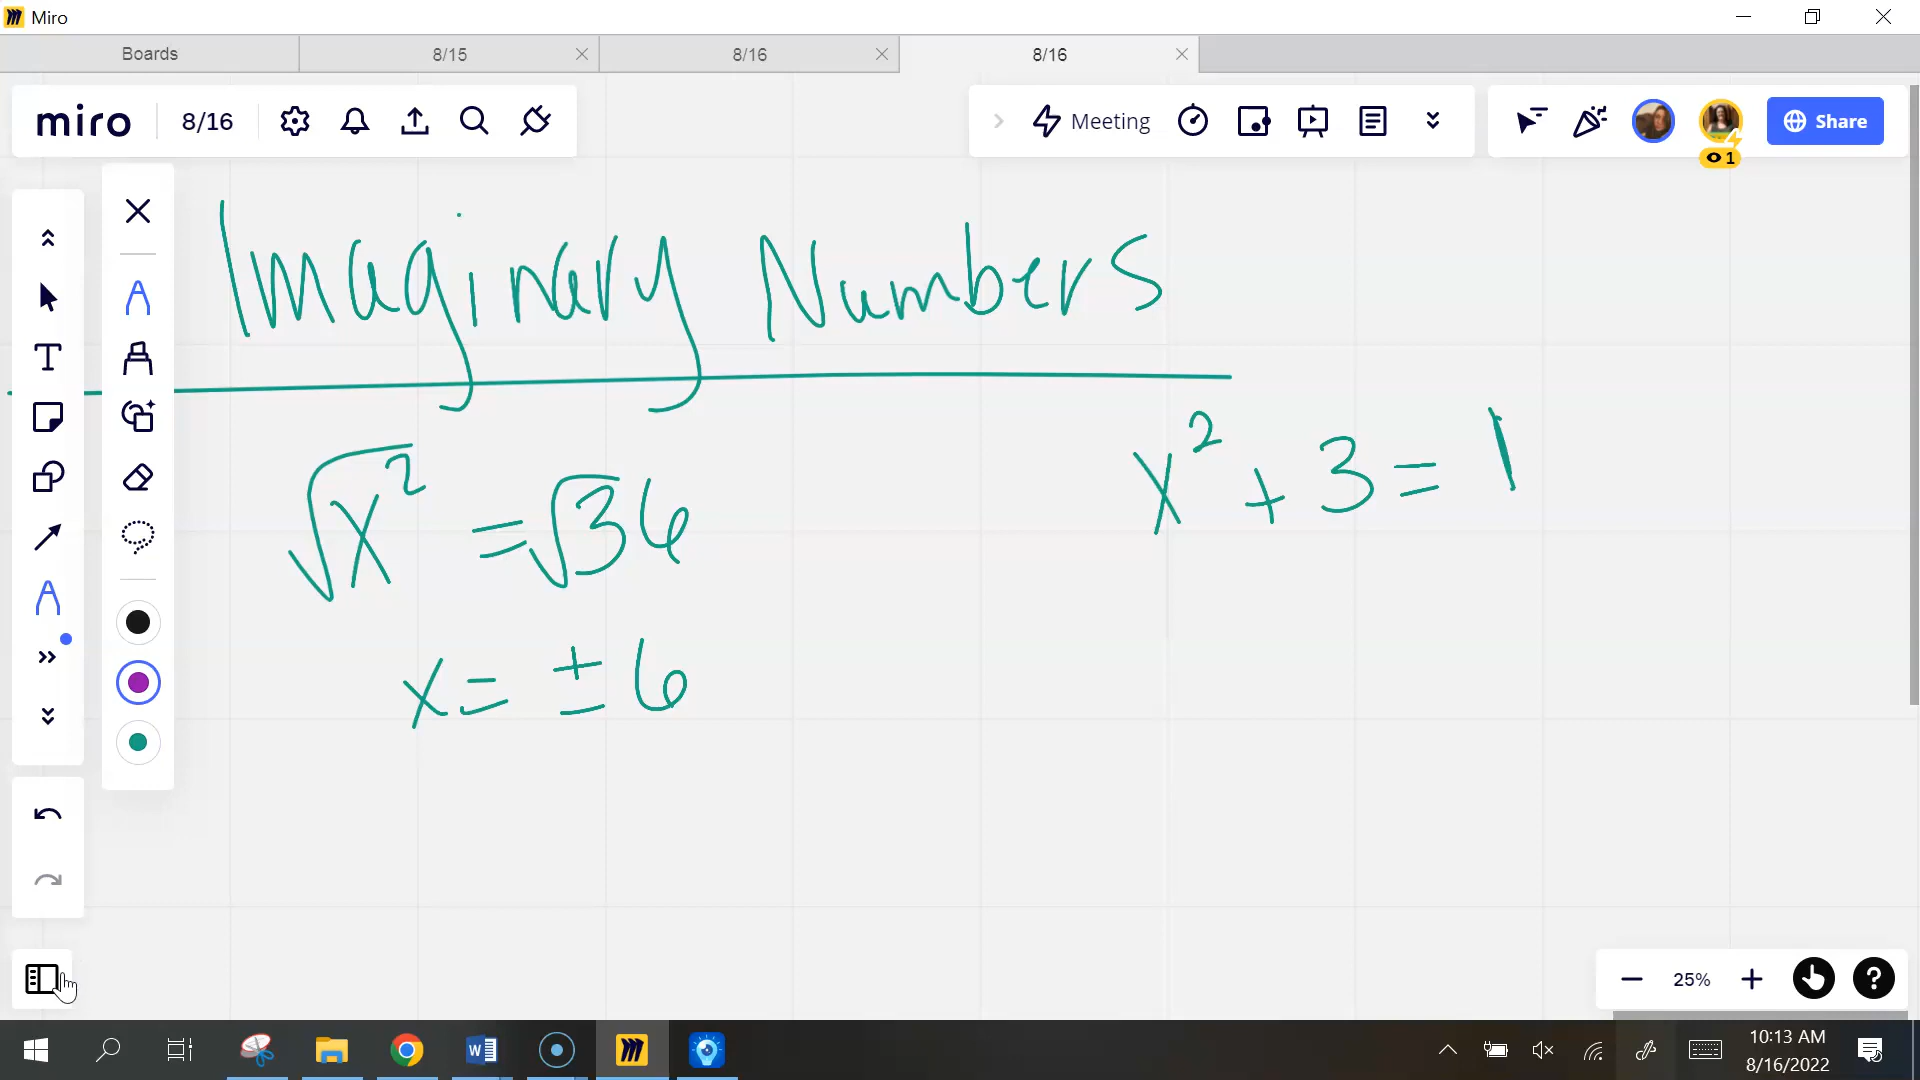 Miro
Boards 8/15 8/16 8/16
miro 8/16 Meeting Share
1
T
Imaginary Numbers
√x² = √36
x² + 3 = 1
x = ± 6
25% ?
10:13 AM
8/16/2022